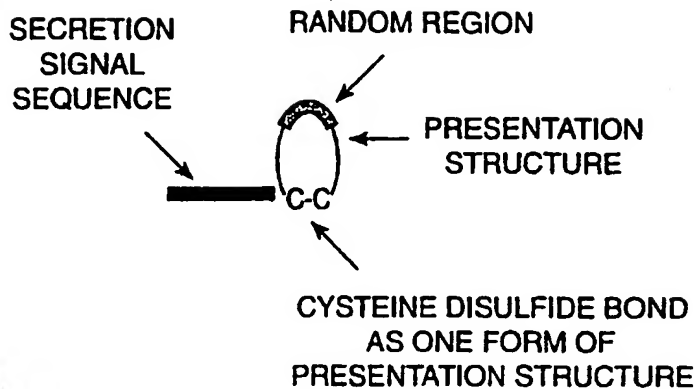 SECRETION
SIGNAL
SEQUENCE
RANDOM REGION
PRESENTATION
STRUCTURE
C-C
CYSTEINE DISULFIDE BOND
AS ONE FORM OF
PRESENTATION STRUCTURE